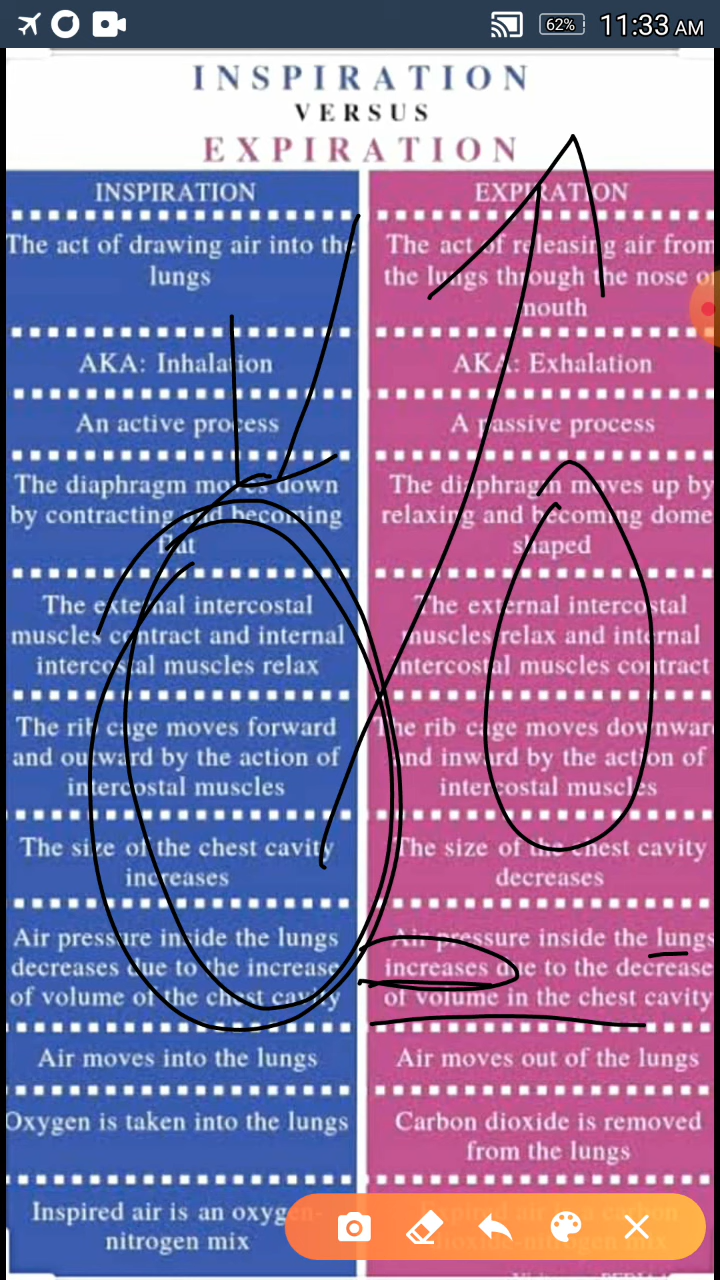 62%
11:33 AM
INSPIRATION
VERSUS
EXPIRATION
INSPIRATION
The act of drawing air into the
lungs
AKA: Inhalation
An active process
The diaphragm moves down
by contracting and becoming
flat
The external intercostal
muscles contract and internal
intercostal muscles relax
The rib cage moves forward
and outward by the action of
intercostal muscles
The size of the chest cavity
increases
Air pressure inside the lungs
decreases due to the increase
of volume of the chest cavity
Air moves into the lungs
Oxygen is taken into the lungs
Inspired air is an oxygen-
nitrogen mix
EXPIRATION
The act of releasing air from
the lungs through the nose or
mouth
AKA: Exhalation
A passive process
The diaphragm moves up by
relaxing and becoming dome
shaped
The external intercostal
muscles relax and internal
intercostal muscles contract
The rib cage moves downward
and inward by the action of
intercostal muscles
The size of the chest cavity
decreases
Air pressure inside the lungs
increases due to the decrease
of volume in the chest cavity
Air moves out of the lungs
Carbon dioxide is removed
from the lungs